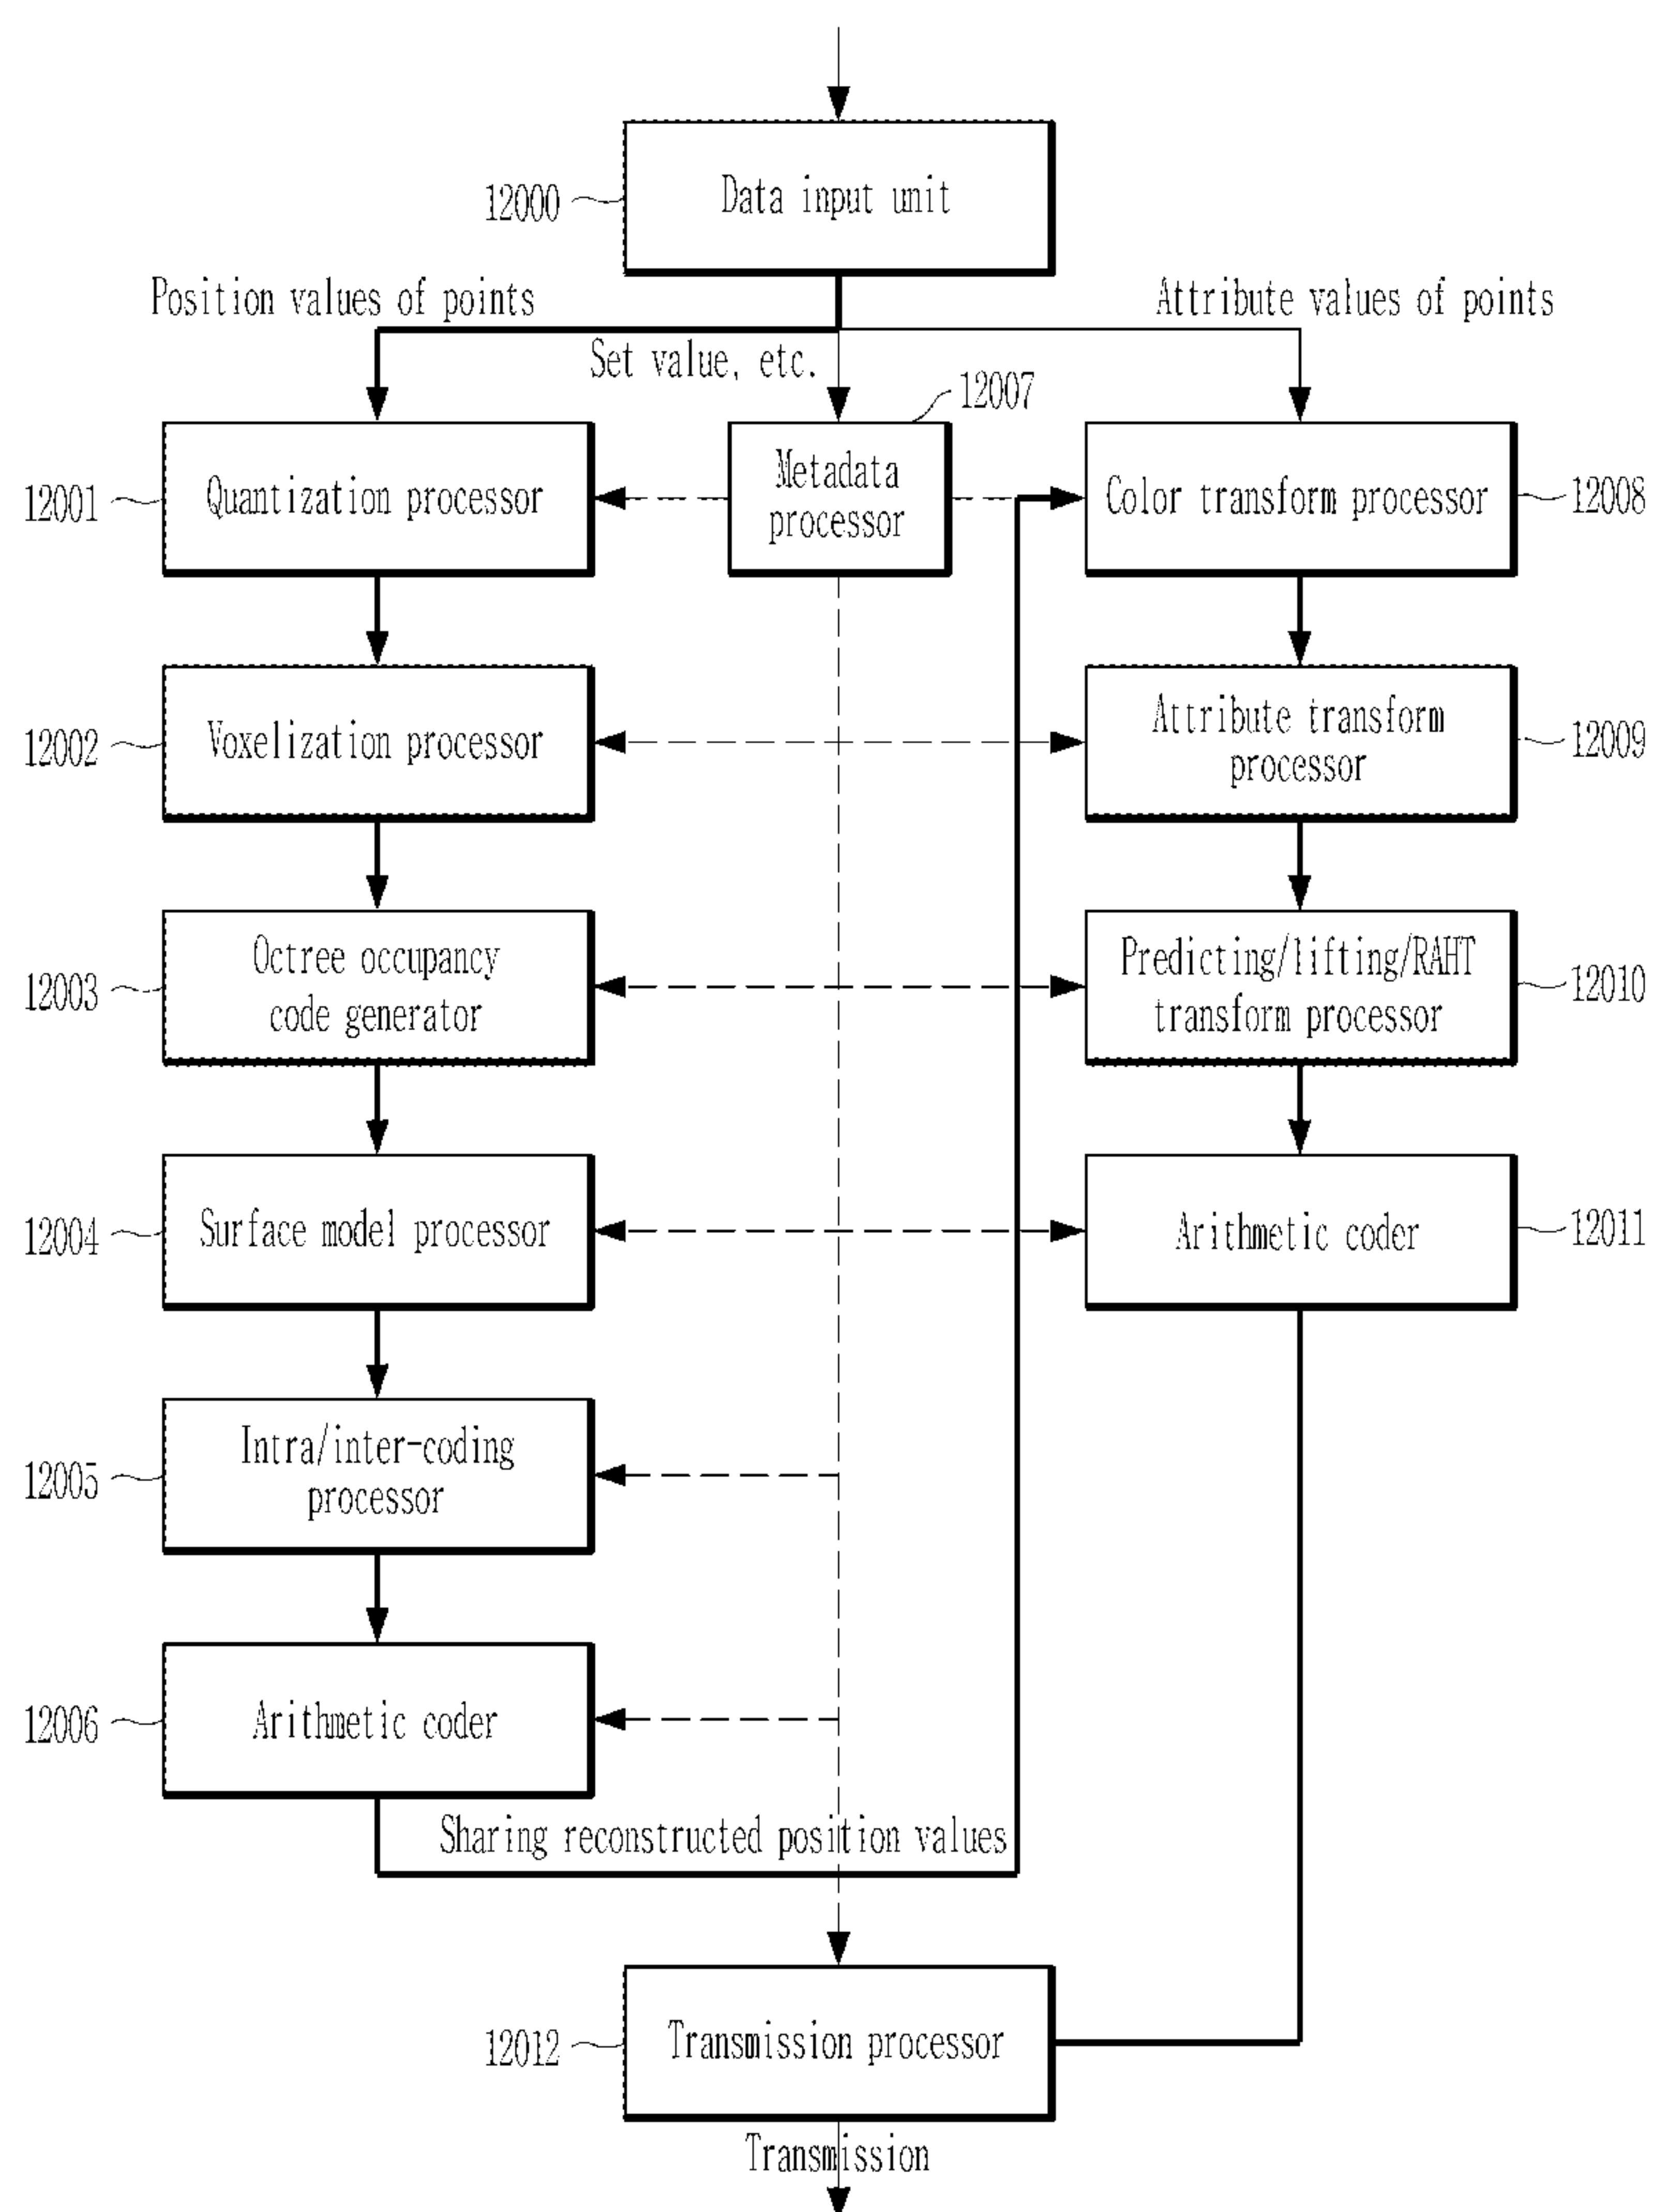 12000
Data input unit
Position values of points
Attribute values of points
Set value, etc.
12007
12001
Quantization processor
Metadata
processor
Color transform processor
12008
12002
Voxelization processor
Attribute transform
processor
12009
12003
Octree occupancy
code generator
Predicting/lifting/RAHT
transform processor
12010
12004
Surface model processor
Arithmetic coder
12011
12005
Intra/inter-coding
processor
12006
Arithmetic coder
Sharing reconstructed position values
12012
Transmission processor
Transmission